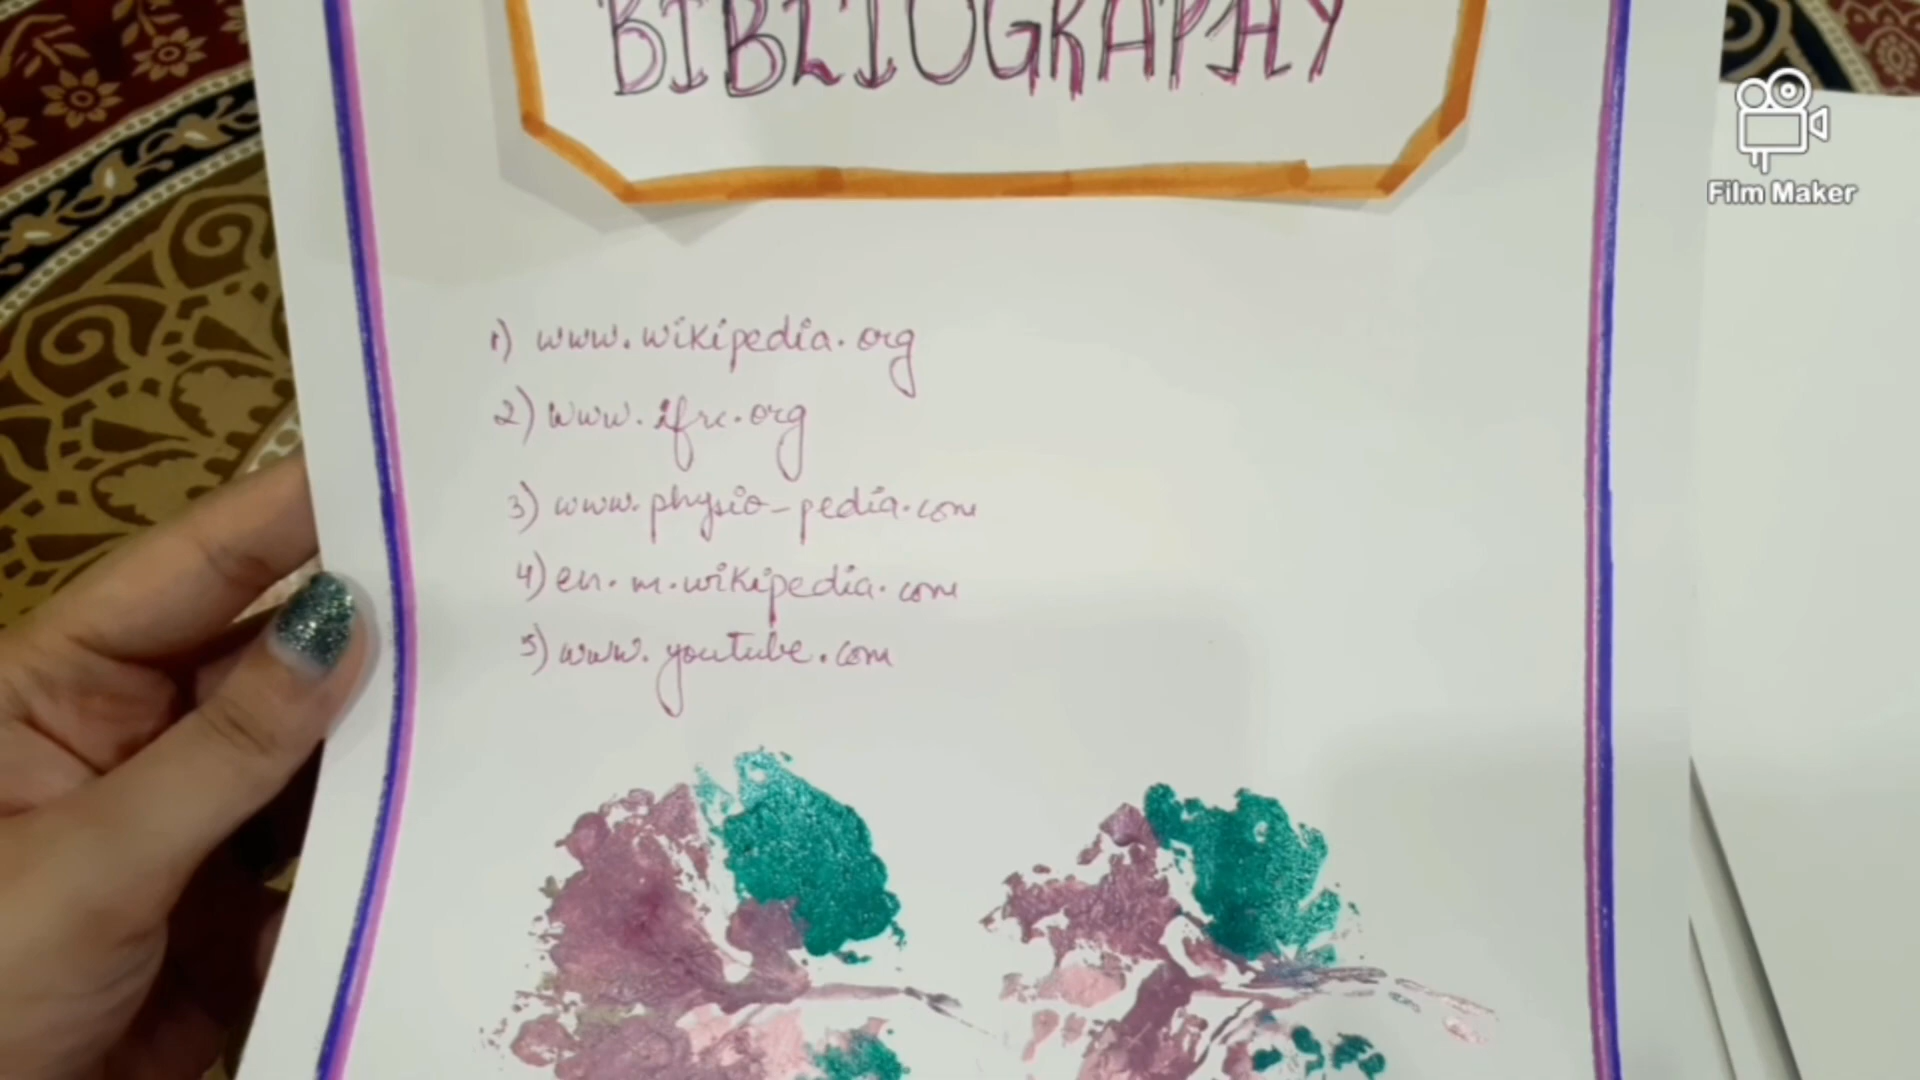 BIBLIOGRAPHY
Film Maker
1) www.wikipedia.org
2) www.ifrc.org
3) www.physio-pedia.com
4) en.m.wikipedia.com
5) www.youtube.com